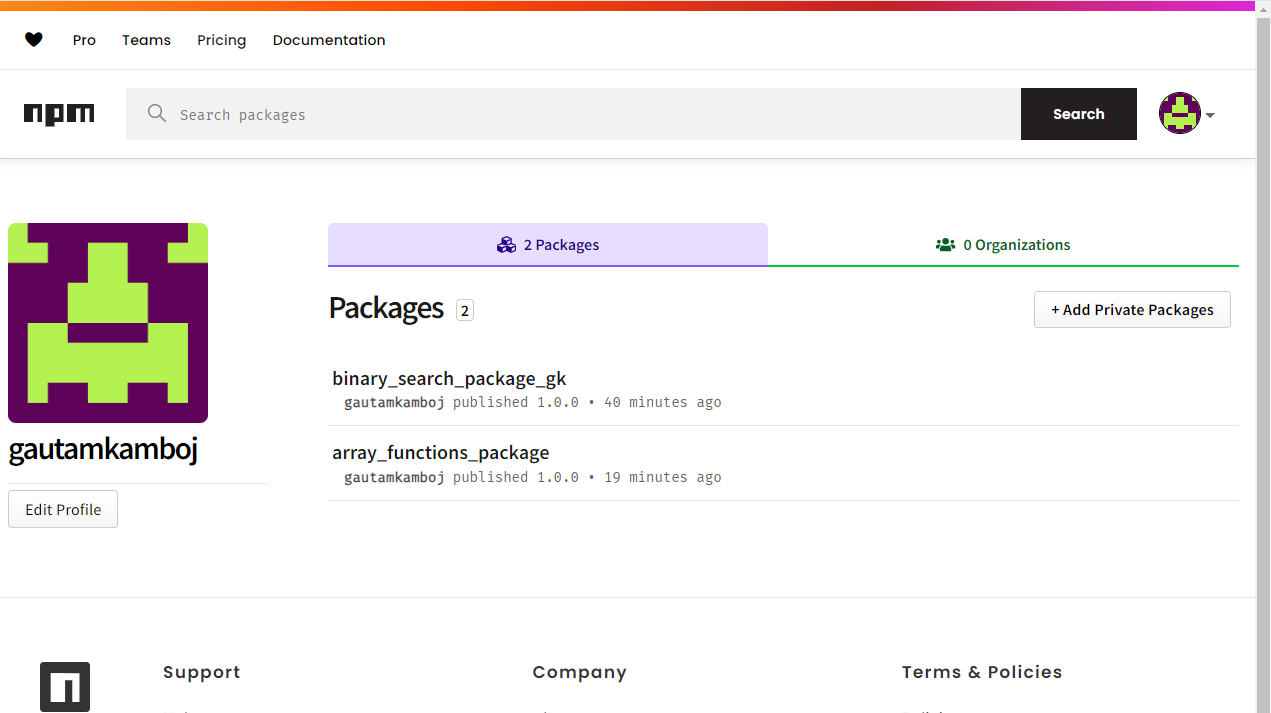 Pro Teams Pricing Documentation
npm Search packages Search
2 Packages 0 Organizations
Packages 2 + Add Private Packages
binary_search_package_gk
gautamkamboj published 1.0.0 • 40 minutes ago
gautamkamboj
array_functions_package
gautamkamboj published 1.0.0 • 19 minutes ago
Edit Profile
Support Company Terms & Policies